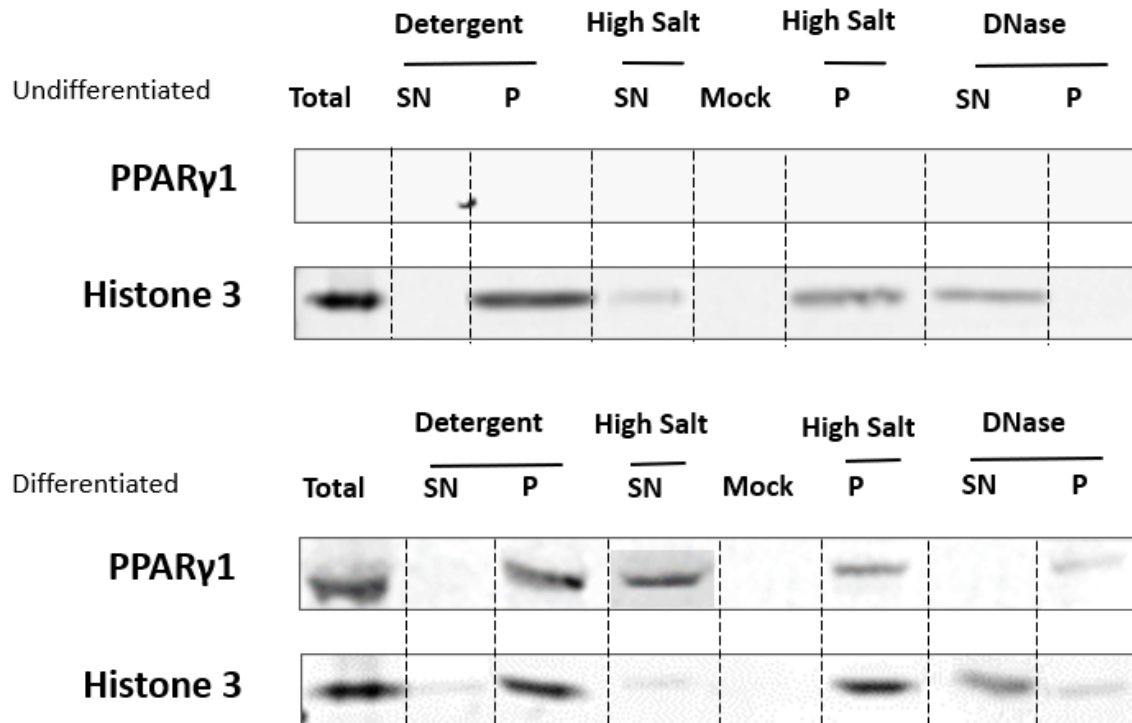 Detergent High Salt High Salt DNase
Undifferentiated Total SN P SN Mock P SN P
PPARγ1
Histone 3
Detergent High Salt High Salt DNase
Differentiated Total SN P SN Mock P SN P
PPARγ1
Histone 3